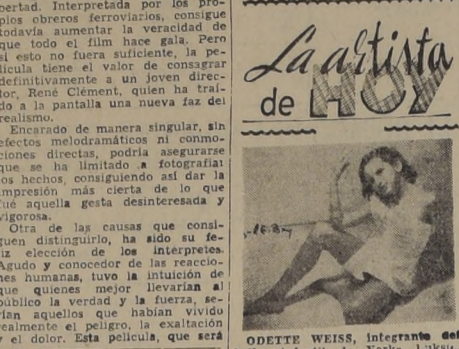 bertad. Interpretada por los pro-
pios obreros ferroviarios, consigue
todavía aumentar la veracidad de
que todo el film hace gala. Pero
si esto no fuera suficiente, la pe-
lícula tiene el valor de consagrar
definitivamente a un joven direc-
tor, René Clément, quien ha traí-
do a la pantalla una nueva faz del
realismo.
Encarado de manera singular, sin
efectos melodramáticos ni conmo-
ciones directas, podría asegurarse
que se ha limitado a fotografiar
los hechos, consiguiendo así dar la
impresión más cierta de lo que
fué aquella gesta desinteresada y
vigorosa.
Otra de las causas que consi-
guen distinguirlo, ha sido su fe-
liz elección de los interpretes.
Agudo y conocedor de las reaccio-
nes humanas, tuvo la intuición de
que quienes mejor llevarían al
público la verdad y la fuerza, se-
rían aquellos que habían vivido
realmente el peligro, la exaltación
y el dolor. Esta película, que será
La artista
de HOY
ODETTE WEISS, integrante del